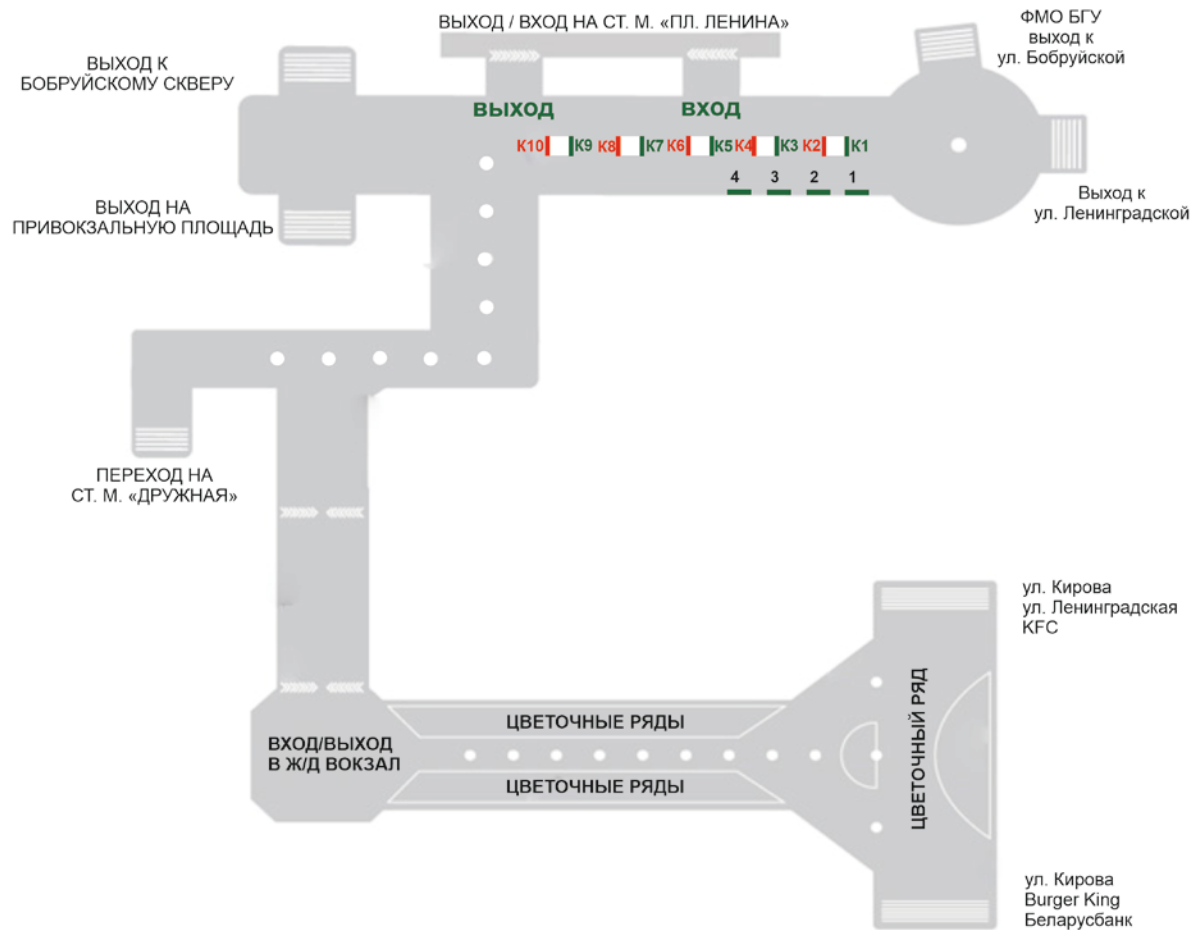 ВЫХОД / ВХОД НА СТ. М. «ПЛ. ЛЕНИНА»
ФМО БГУ
выход к
ул. Бобруйской
ВЫХОД К
БОБРУЙСКОМУ СКВЕРУ
ВЫХОД
ВХОД
К10 К9 К8 К7 К6 К5 К4 К3 К2 К1
4 3 2 1
Выход к
ул. Ленинградской
ВЫХОД НА
ПРИВОКЗАЛЬНУЮ ПЛОЩАДЬ
ПЕРЕХОД НА
СТ. М. «ДРУЖНАЯ»
ул. Кирова
ул. Ленинградская
KFC
ЦВЕТОЧНЫЕ РЯДЫ
ВХОД/ВЫХОД
В Ж/Д ВОКЗАЛ
ЦВЕТОЧНЫЕ РЯДЫ
ЦВЕТОЧНЫЙ РЯД
ул. Кирова
Burger King
Беларусбанк